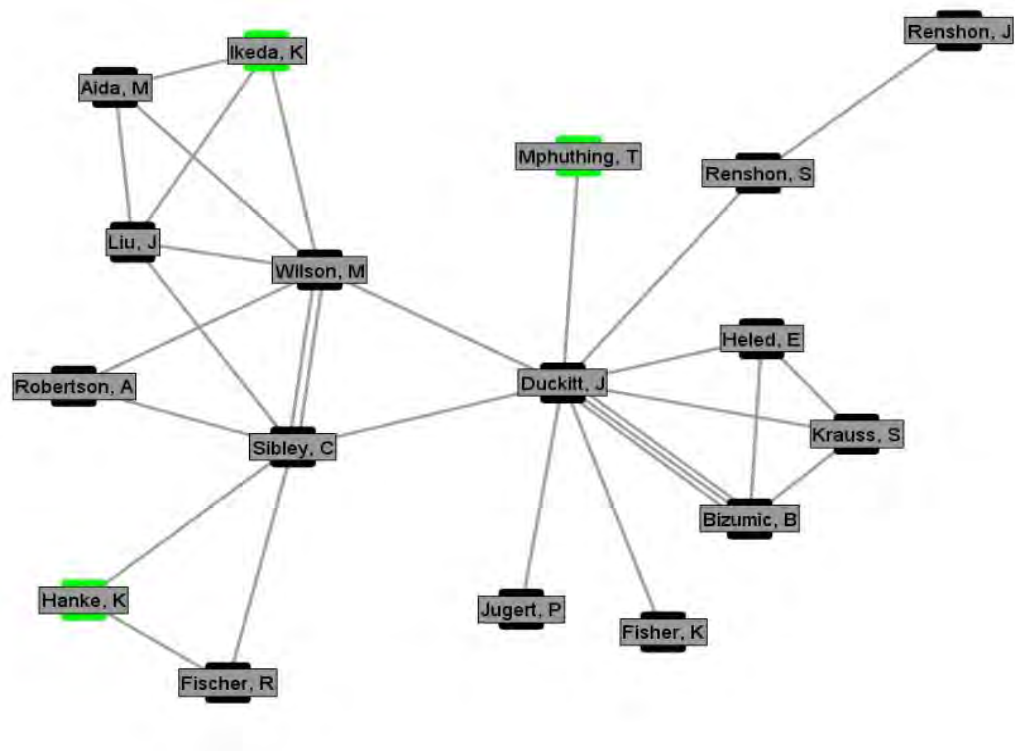 Renshon, J
Ikeda, K
Aida, M
Mphuthing, T
Renshon, S
Liu, J
Wilson, M
Heled, E
Duckitt, J
Robertson, A
Krauss, S
Sibley, C
Bizumic, B
Hanke, K
Jugert, P
Fisher, K
Fischer, R